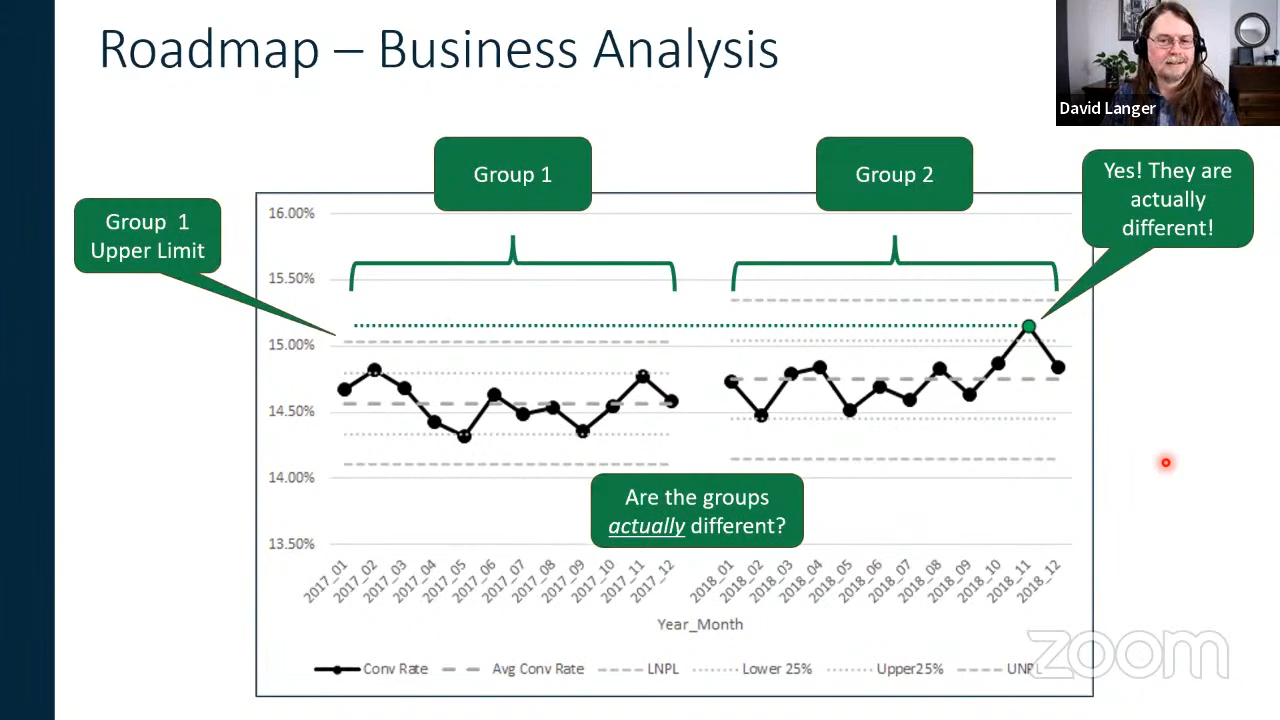 Roadmap – Business Analysis
David Langer
Group 1
Group 2
Yes! They are
actually
different!
Group 1
Upper Limit
16.00%
15.50%
15.00%
14.50%
14.00%
13.50%
Are the groups
actually different?
2017_01
2017_02
2017_03
2017_04
2017_05
2017_06
2017_07
2017_08
2017_09
2017_10
2017_11
2017_12
2018_01
2018_02
2018_03
2018_04
2018_05
2018_06
2018_07
2018_08
2018_09
2018_10
2018_11
2018_12
Year_Month
Conv Rate
Avg Conv Rate
LNPL
Lower 25%
Upper25%
UNPL
zoom